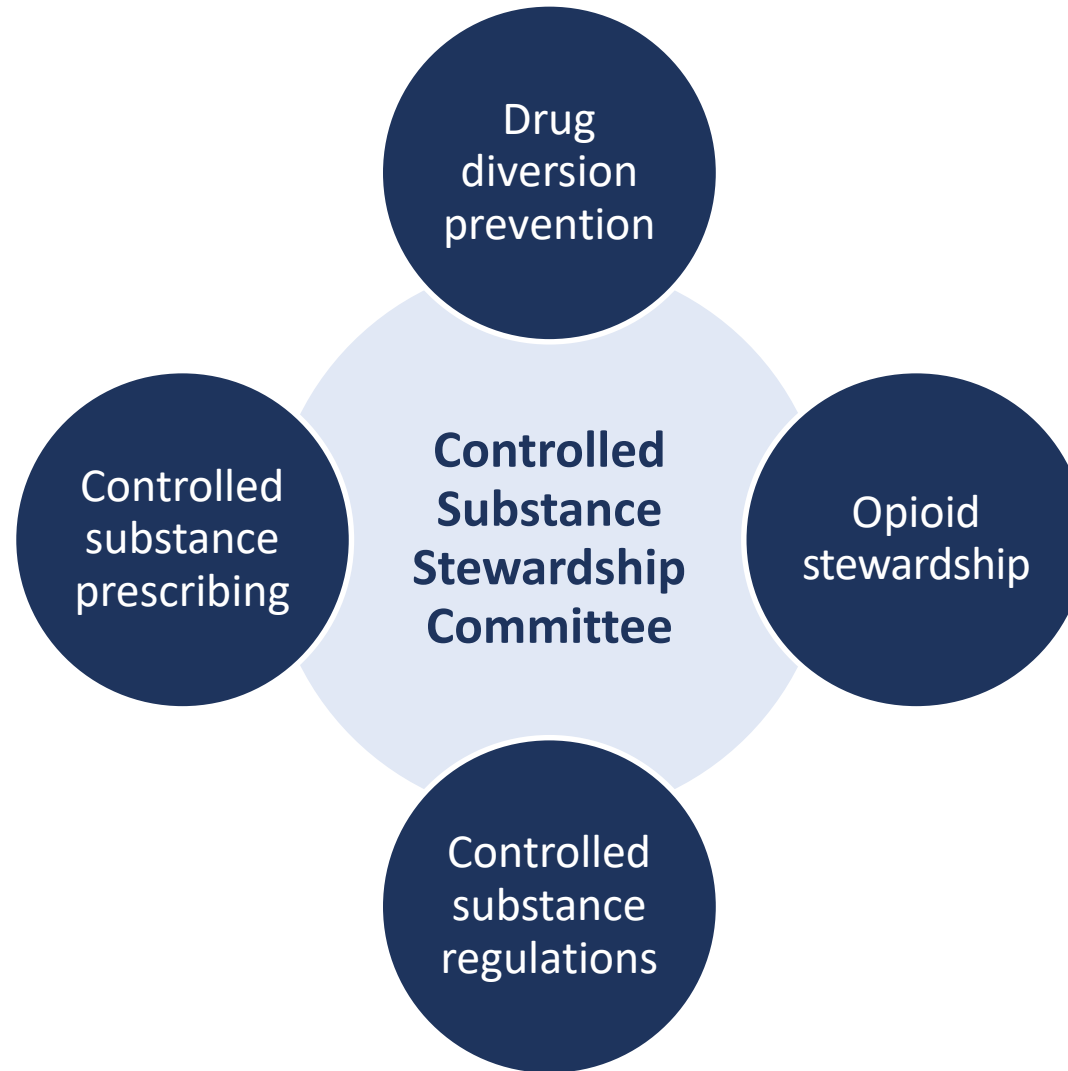 Drug
diversion
prevention
Controlled
substance
prescribing
Controlled
Substance
Stewardship
Committee
Opioid
stewardship
Controlled
substance
regulations